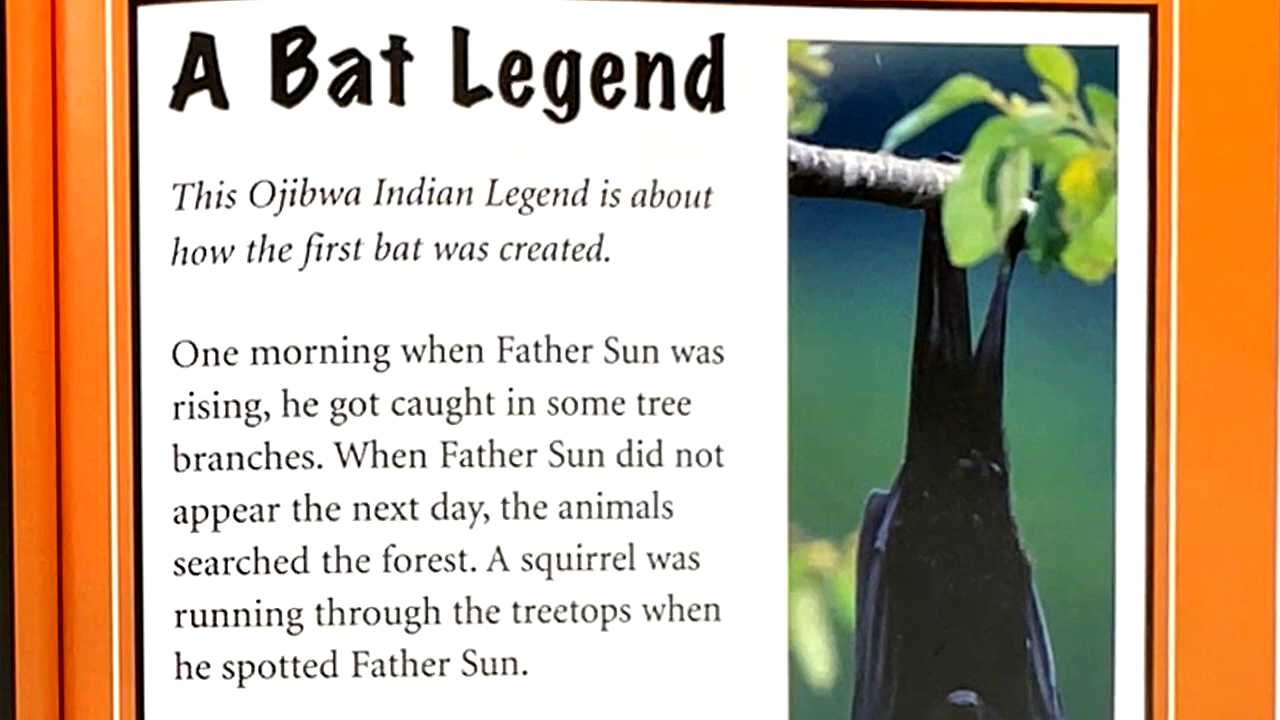 A Bat Legend
This Ojibwa Indian Legend is about
how the first bat was created.
One morning when Father Sun was
rising, he got caught in some tree
branches. When Father Sun did not
appear the next day, the animals
searched the forest. A squirrel was
running through the treetops when
he spotted Father Sun.